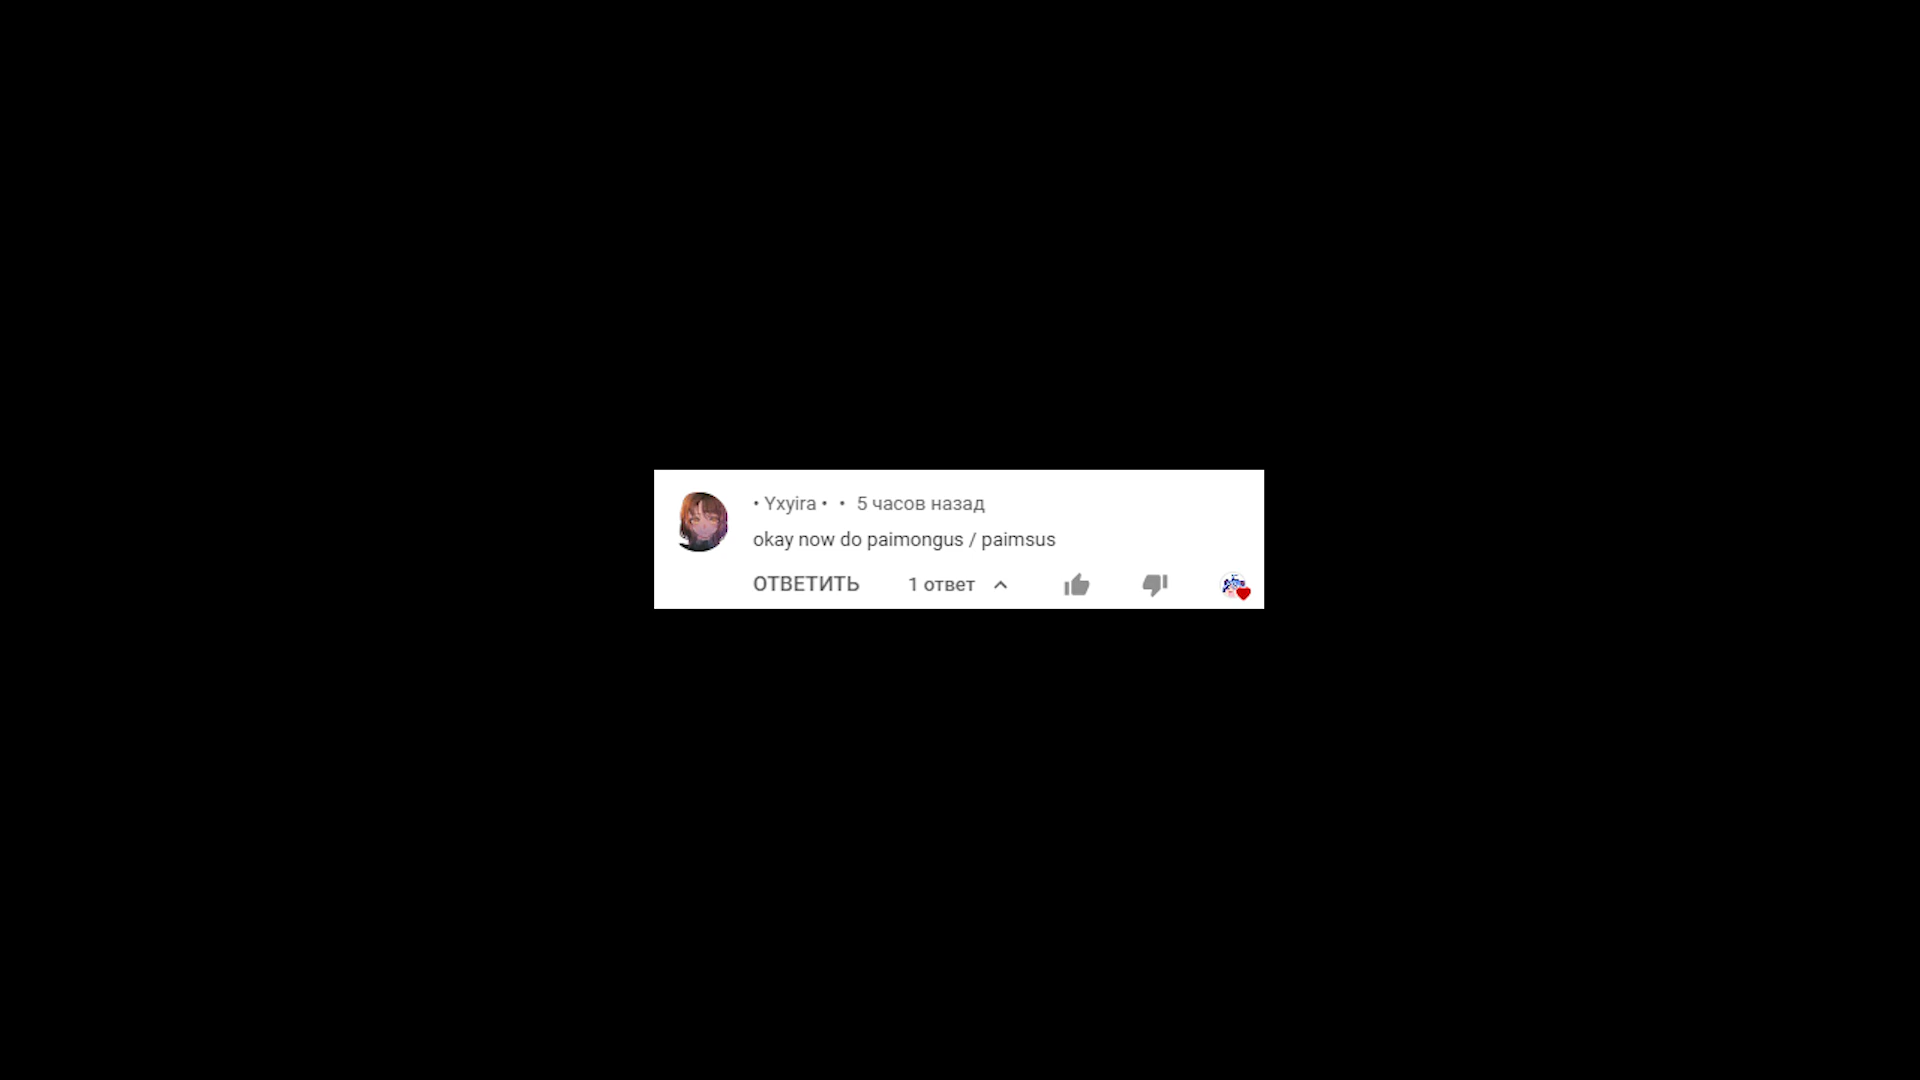 • Yxyira • • 5 часов назад
okay now do paimongus / paimsus
ОТВЕТИТЬ 1 ответ